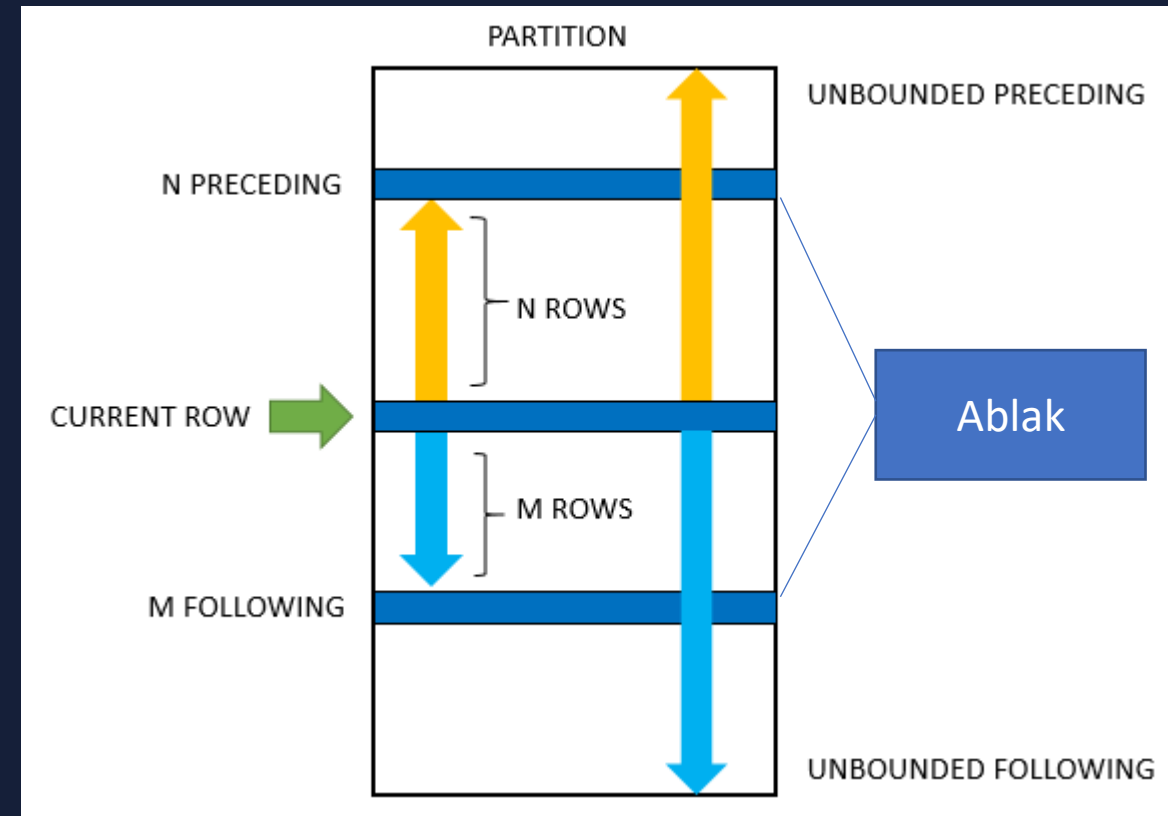 PARTITION
UNBOUNDED PRECEDING
N PRECEDING
N ROWS
CURRENT ROW
Ablak
M ROWS
M FOLLOWING
UNBOUNDED FOLLOWING